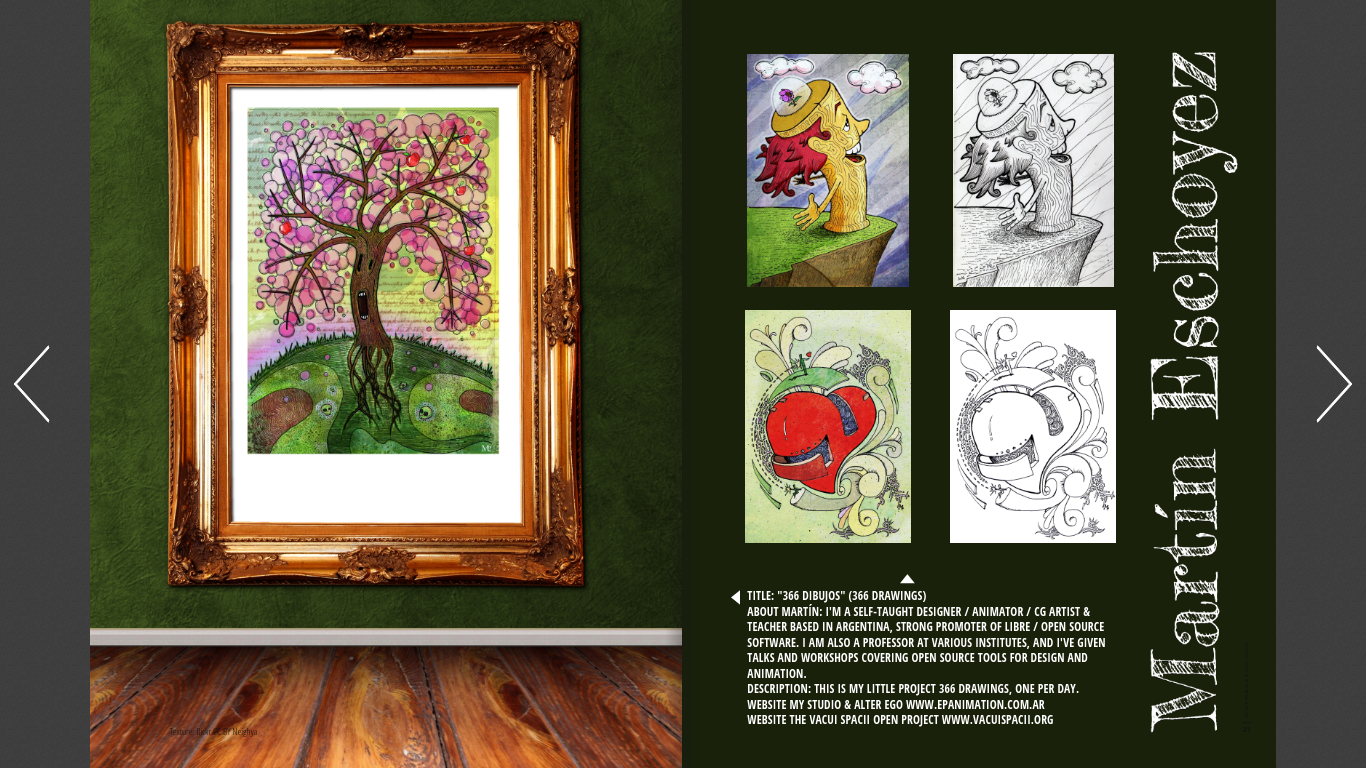 Martín Eschoyez
TITLE: "366 DIBUJOS" (366 DRAWINGS)
ABOUT MARTÍN: I'M A SELF-TAUGHT DESIGNER / ANIMATOR / CG ARTIST &
TEACHER BASED IN ARGENTINA, STRONG PROMOTER OF LIBRE / OPEN SOURCE
SOFTWARE. I AM ALSO A PROFESSOR AT VARIOUS INSTITUTES, AND I'VE GIVEN
TALKS AND WORKSHOPS COVERING OPEN SOURCE TOOLS FOR DESIGN AND
ANIMATION.
DESCRIPTION: THIS IS MY LITTLE PROJECT 366 DRAWINGS, ONE PER DAY.
WEBSITE MY STUDIO & ALTER EGO WWW.EPANIMATION.COM.AR
WEBSITE THE VACUI SPACII OPEN PROJECT WWW.VACUISPACII.ORG